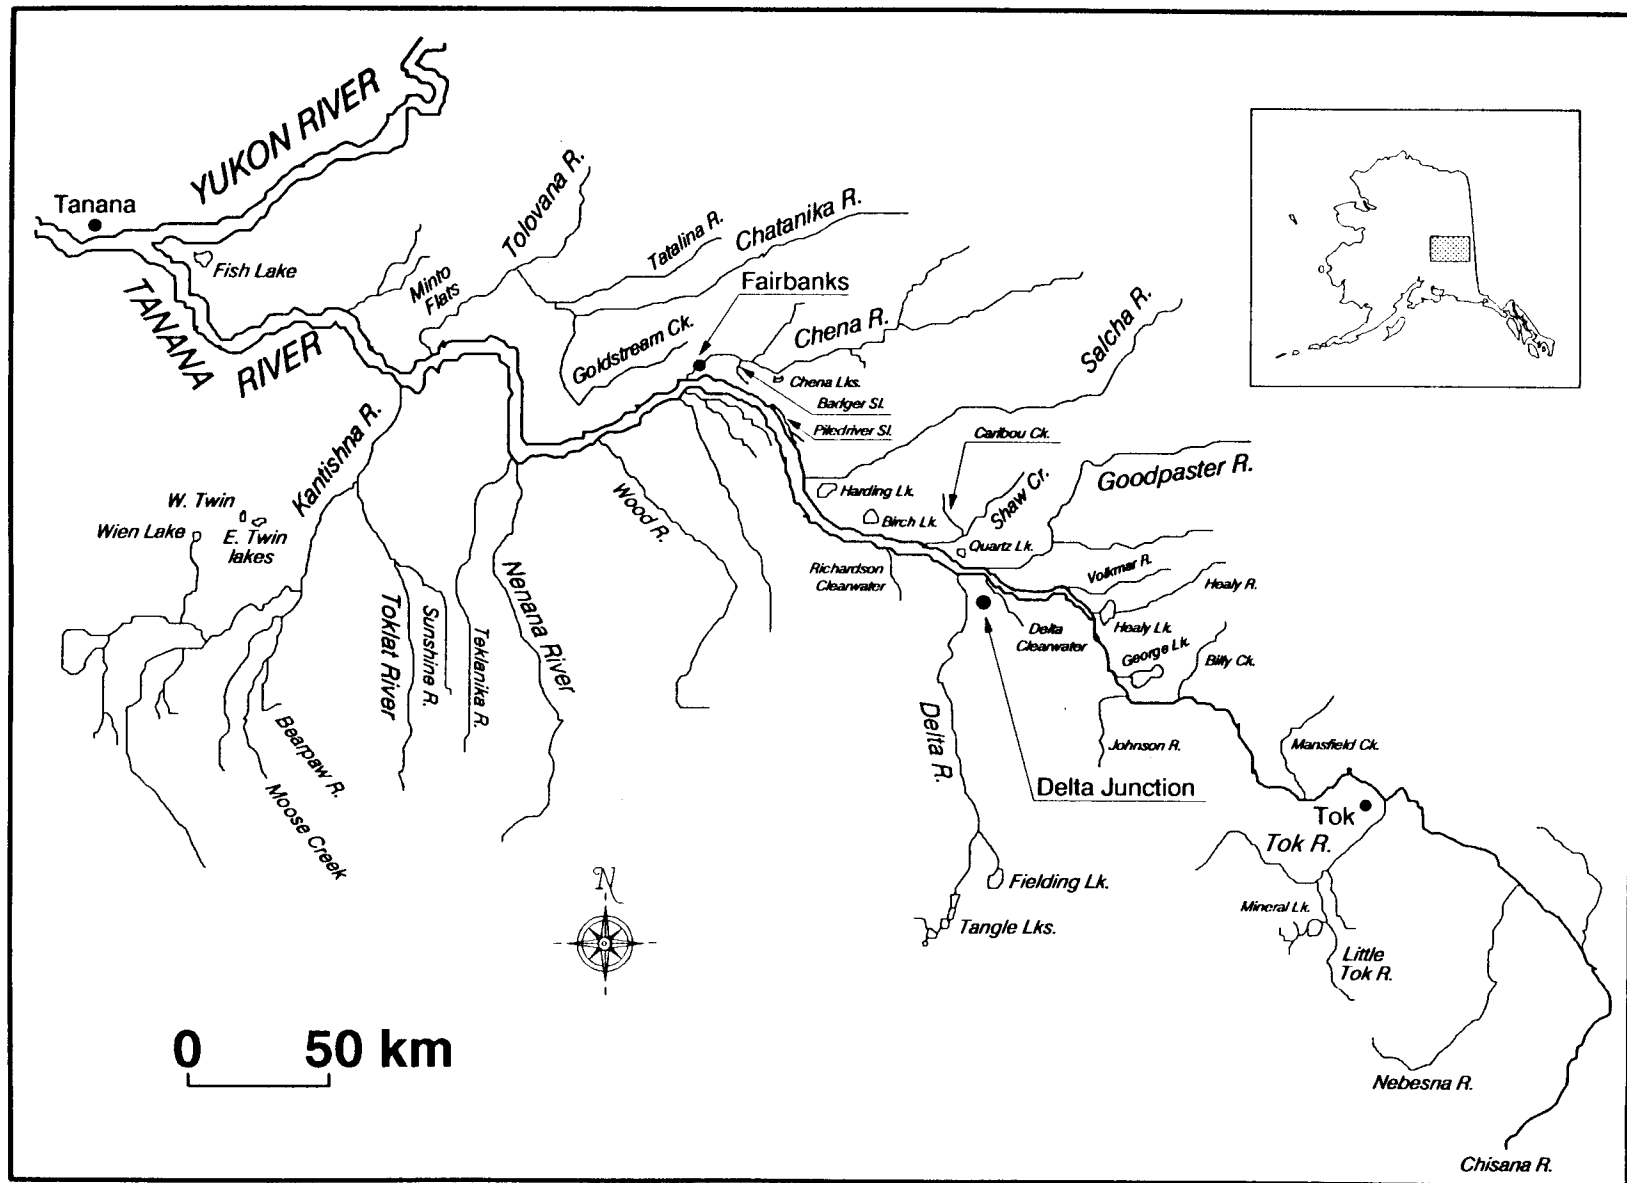 YUKON RIVER
Tanana
Fish Lake
TANANA
RIVER
Minto
Flats
Tolovana R.
Tatalina R.
Chatanika R.
Fairbanks
Goldstream Ck.
Chena R.
Chena Lks.
Badger Sl.
Piledriver Sl.
Salcha R.
Caribou Ck.
Goodpaster R.
Shaw Cr.
Harding Lk.
Birch Lk.
Quartz Lk.
Richardson
Clearwater
Volkmar R.
Healy R.
Healy Lk.
Delta
Clearwater
George Lk.
Billy Ck.
Kantishna R.
W. Twin
Wien Lake
E. Twin
lakes
Wood R.
Nenana River
Teklanika R.
Sunshine R.
Toklat River
Bearpaw R.
Moose Creek
Delta R.
Johnson R.
Delta Junction
Mansfield Ck.
Tok
Tok R.
Fielding Lk.
Tangle Lks.
Mineral Lk.
Little
Tok R.
Nebesna R.
Chisana R.
N
0 50 km